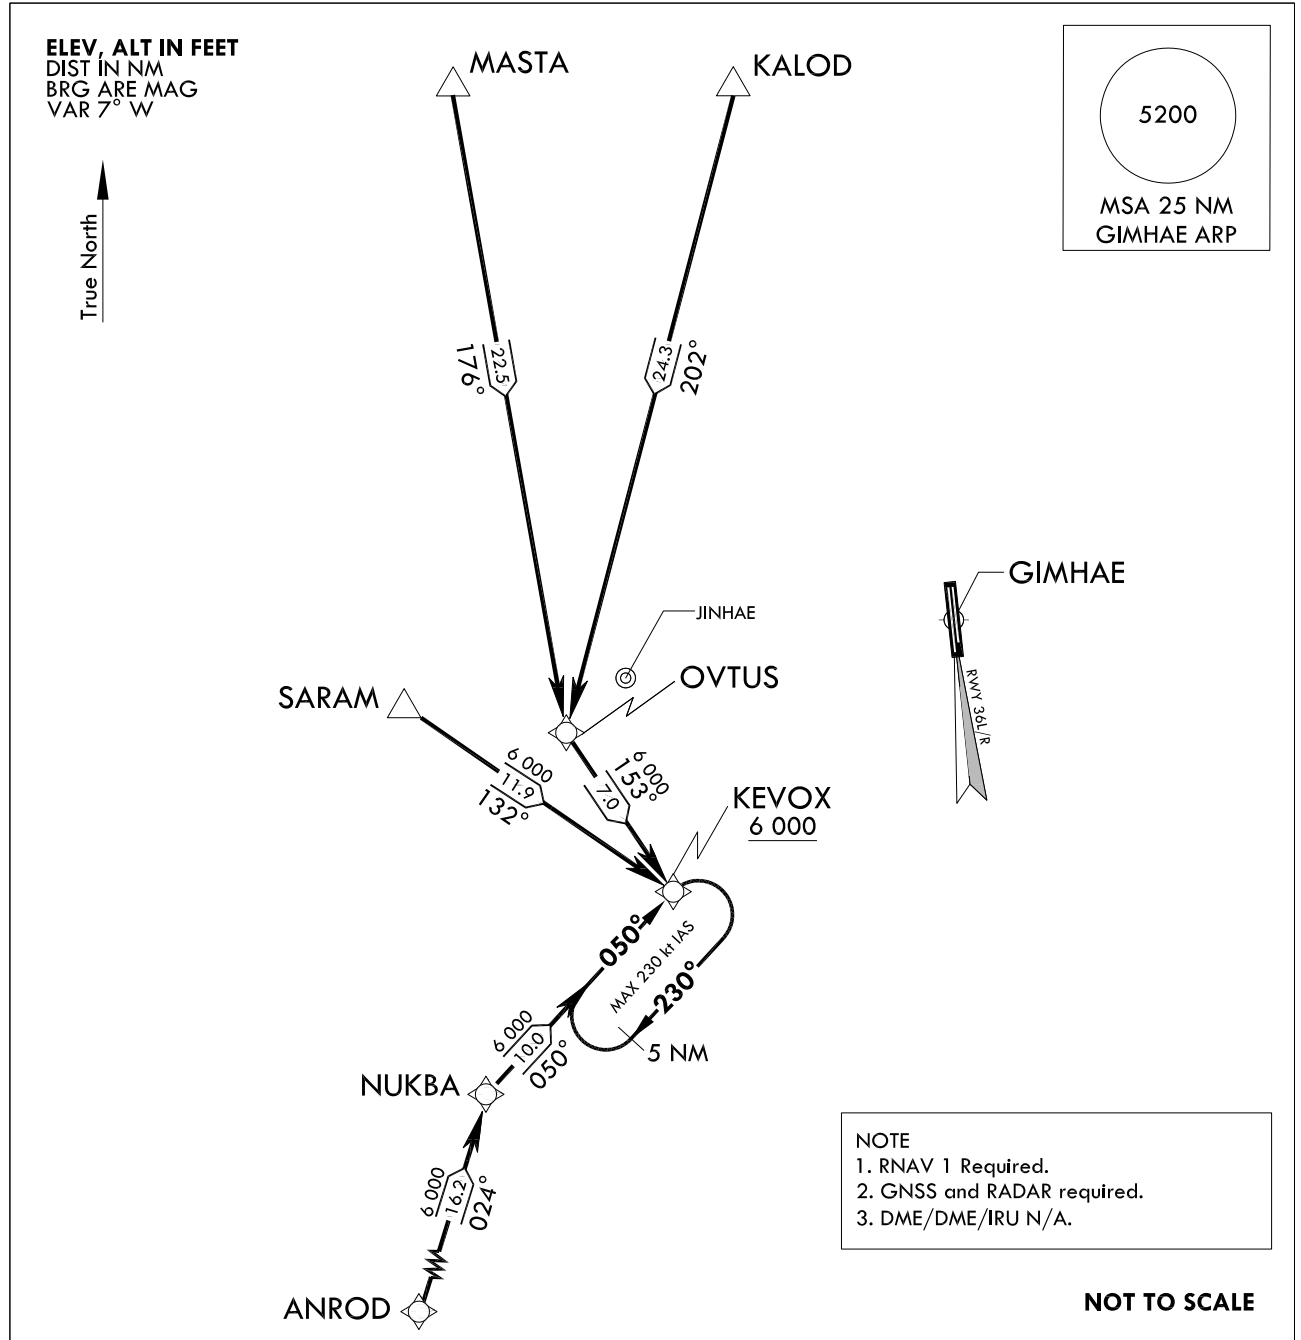 ELEV, ALT IN FEET
DIST IN NM
BRG ARE MAG
VAR 7° W
True North
MASTA
KALOD
5200
MSA 25 NM
GIMHAE ARP
22.5
176°
24.3
202°
GIMHAE
JINHAE
OVTUS
SARAM
RWY 36L/R
6 000
11.9
132°
6 000
153°
7.0
KEVOX
6 000
050°
MAX 230 kt IAS
230°
5 NM
6 000
10.0
050°
NUKBA
6 000
16.2
024°
ANROD
NOTE
1. RNAV 1 Required.
2. GNSS and RADAR required.
3. DME/DME/IRU N/A.
NOT TO SCALE